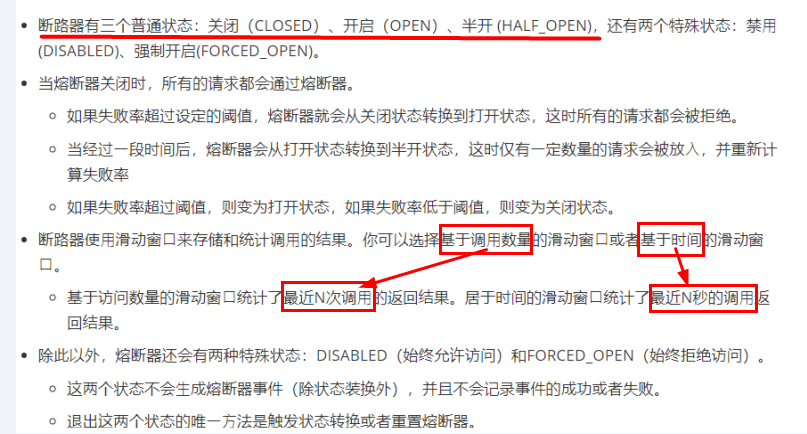 断路器有三个普通状态：关闭（CLOSED）、开启（OPEN）、半开 (HALF_OPEN)，还有两个特殊状态：禁用
(DISABLED)、强制开启(FORCED_OPEN)。
当熔断器关闭时，所有的请求都会通过熔断器。
如果失败率超过设定的阈值，熔断器就会从关闭状态转换到打开状态，这时所有的请求都会被拒绝。
当经过一段时间后，熔断器会从打开状态转换到半开状态，这时仅有一定数量的请求会被放入，并重新计
算失败率
如果失败率超过阈值，则变为打开状态，如果失败率低于阈值，则变为关闭状态。
断路器使用滑动窗口来存储和统计调用的结果。你可以选择基于调用数量的滑动窗口或者基于时间的滑动窗
口。
基于访问数量的滑动窗口统计了最近N次调用的返回结果。居于时间的滑动窗口统计了最近N秒的调用返
回结果。
除此以外，熔断器还会有两种特殊状态：DISABLED（始终允许访问）和FORCED_OPEN（始终拒绝访问）。
这两个状态不会生成熔断器事件（除状态装换外），并且不会记录事件的成功或者失败。
退出这两个状态的唯一方法是触发状态转换或者重置熔断器。